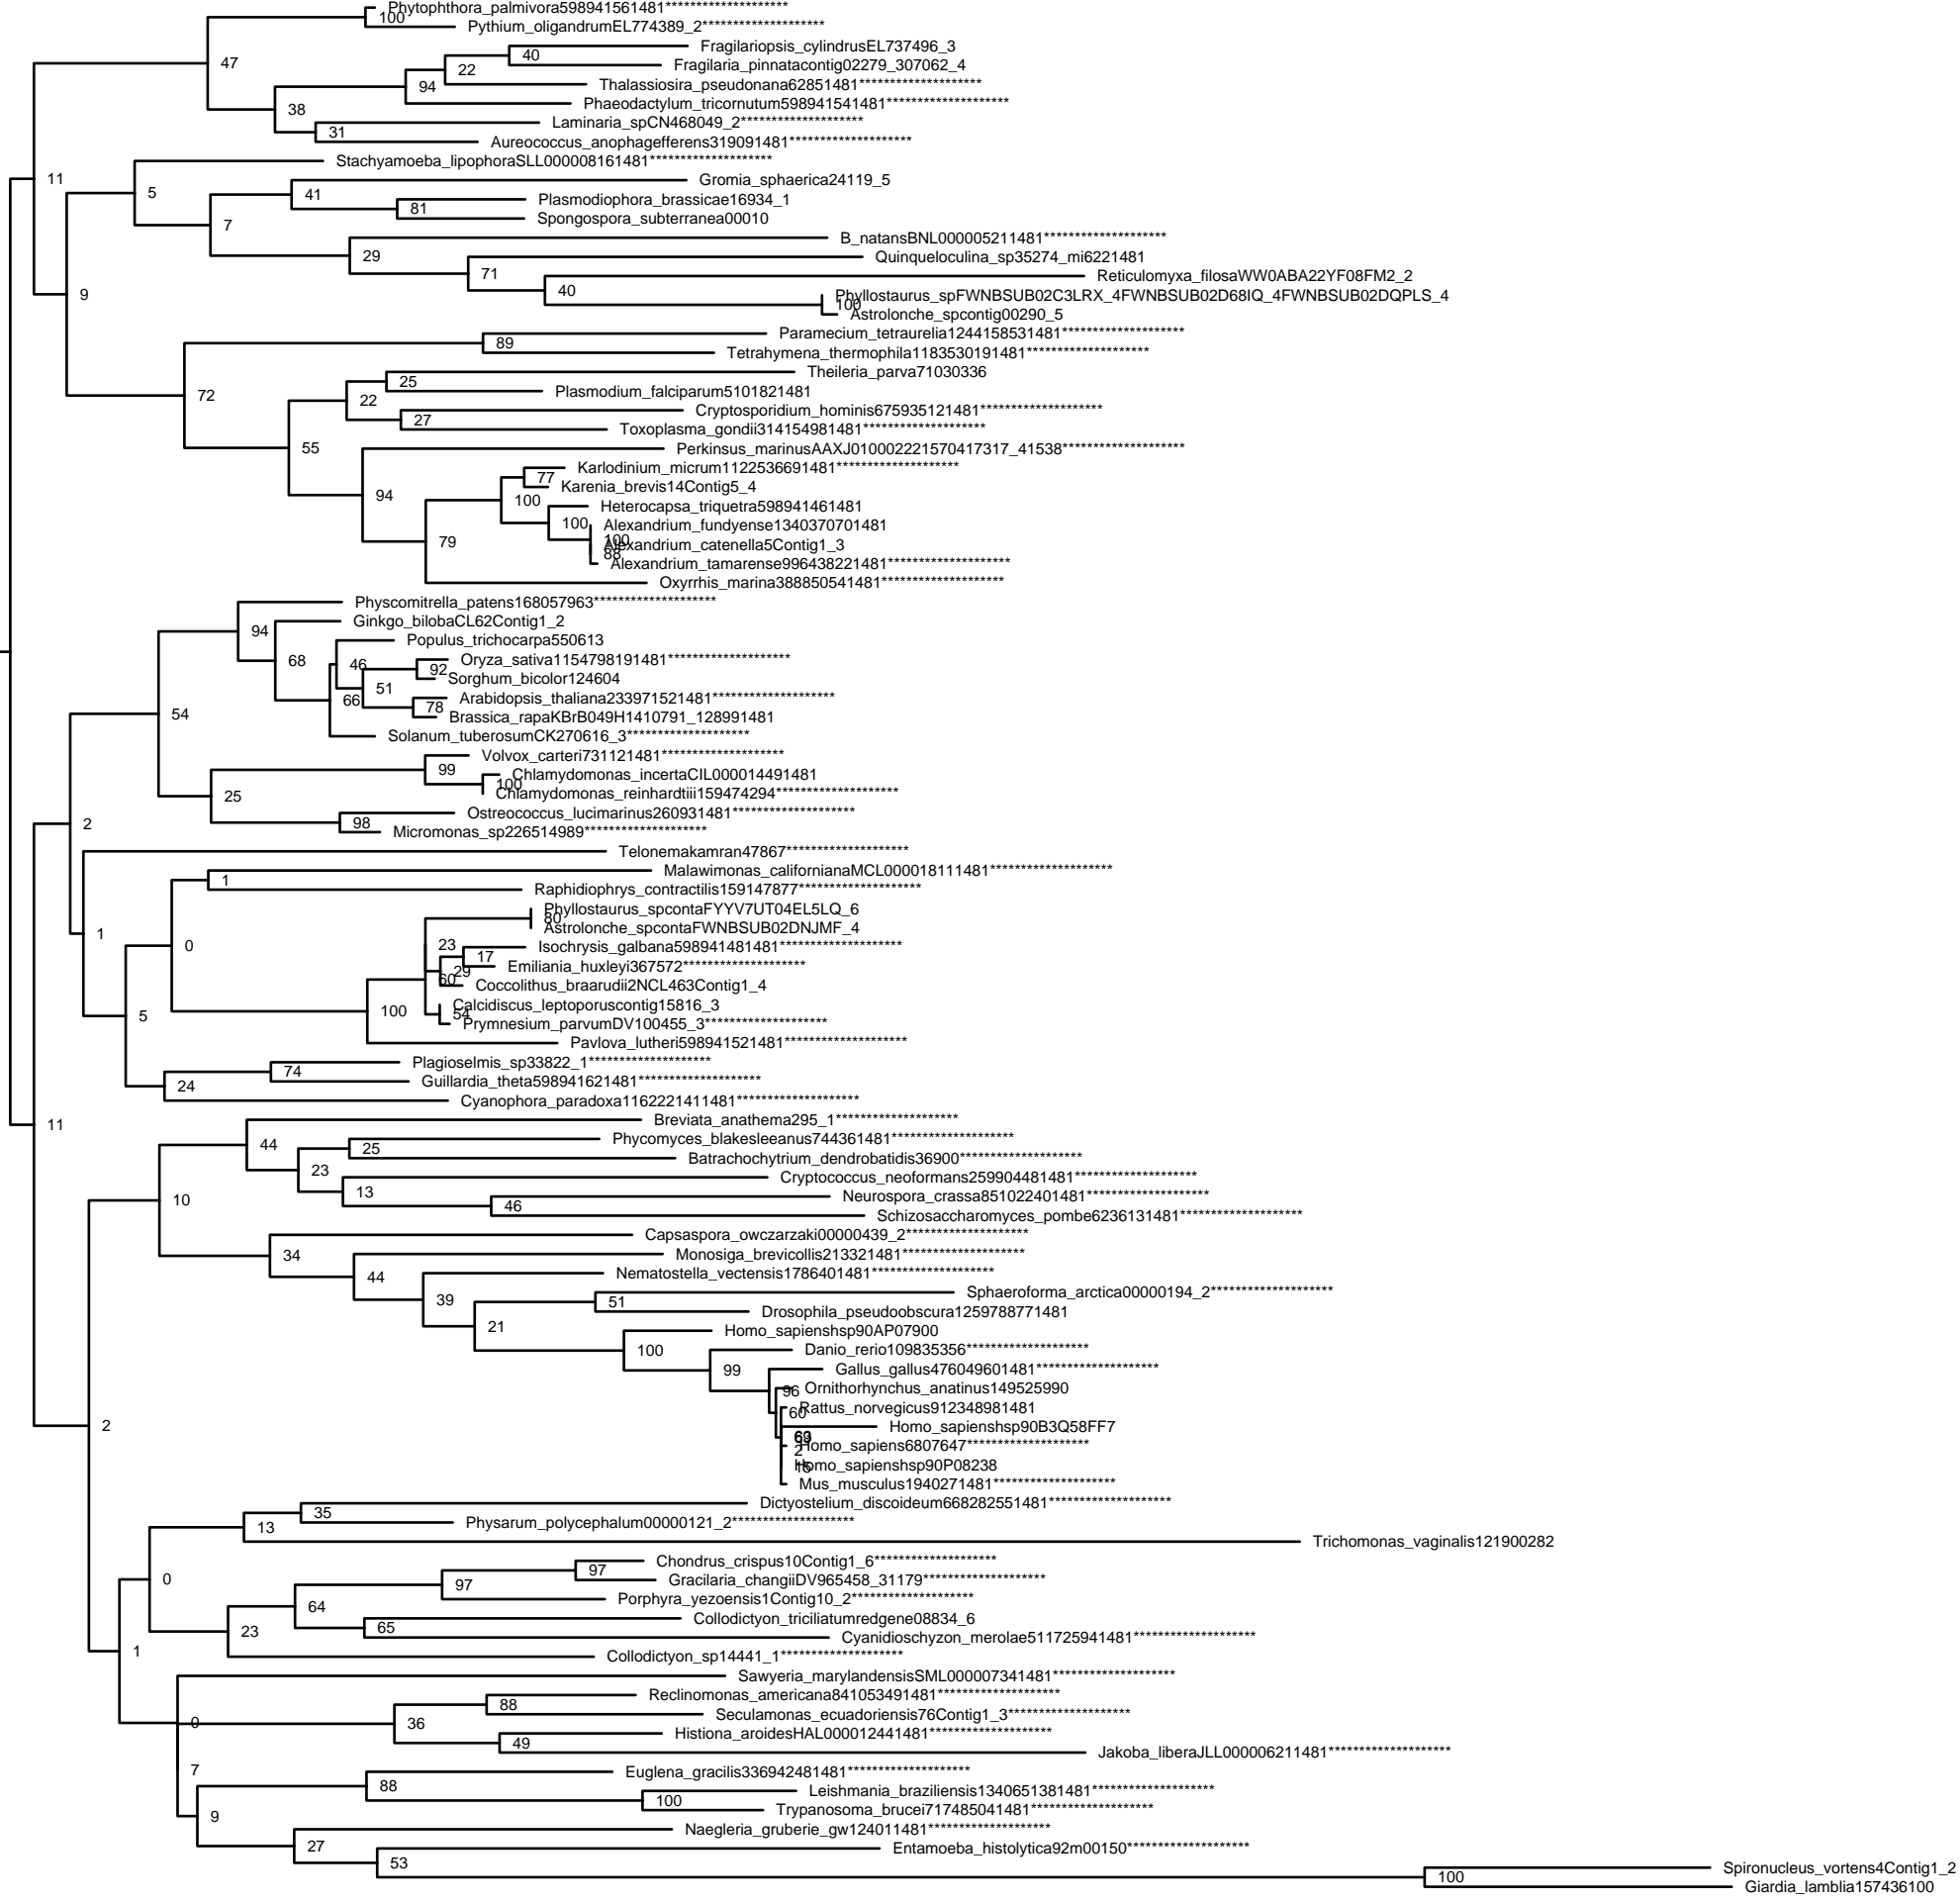 Phytophthora_palmivora598941561481********************
100
Pythium_oligandrumEL774389_2********************
Fragilariopsis_cylindrusEL737496_3
40
Fragilaria_pinnatacontig02279_307062_4
47
22
Thalassiosira_pseudonana62851481********************
94
Phaeodactylum_tricornutum598941541481********************
38
Laminaria_spCN468049_2********************
31
Aureococcus_anophagefferens319091481********************
Stachyamoeba_lipophoraSLL000008161481********************
11
Gromia_sphaerica24119_5
5
41
Plasmodiophora_brassicae16934_1
81
Spongospora_subterranea00010
7
B_natansBNL000005211481********************
29
Quinqueloculina_sp35274_mi6221481
71
Reticulomyxa_filosaWW0ABA22YF08FM2_2
40
9
Phyllostaurus_spFWNBSUB02C3LRX_4FWNBSUB02D68IQ_4FWNBSUB02DQPLS_4
100
Astrolonche_spcontig00290_5
Paramecium_tetraurelia1244158531481********************
89
Tetrahymena_thermophila1183530191481********************
Theileria_parva71030336
25
72
Plasmodium_falciparum5101821481
22
Cryptosporidium_hominis675935121481********************
27
Toxoplasma_gondii314154981481********************
55
Perkinsus_marinusAAXJ010002221570417317_41538********************
Karlodinium_micrum1122536691481********************
77
Karenia_brevis14Contig5_4
94
100
Heterocapsa_triquetra598941461481
100
Alexandrium_fundyense1340370701481
100
79
Alexandrium_catenella5Contig1_3
88
Alexandrium_tamarense996438221481********************
Oxyrrhis_marina388850541481********************
Physcomitrella_patens168057963********************
Ginkgo_bilobaCL62Contig1_2
94
Populus_trichocarpa550613
68
46
Oryza_sativa1154798191481********************
92
Sorghum_bicolor124604
51
66
Arabidopsis_thaliana233971521481********************
78
54
Brassica_rapaKBrB049H1410791_128991481
Solanum_tuberosumCK270616_3********************
Volvox_carteri731121481********************
99
Chlamydomonas_incertaCIL000014491481
100
Chlamydomonas_reinhardtiii159474294********************
25
Ostreococcus_lucimarinus260931481********************
98
2
Micromonas_sp226514989********************
Telonemakamran47867********************
Malawimonas_californianaMCL000018111481********************
1
Raphidiophrys_contractilis159147877********************
Phyllostaurus_spcontaFYYV7UT04EL5LQ_6
80
Astrolonche_spcontaFWNBSUB02DNJMF_4
1
0
23
Isochrysis_galbana598941481481********************
17
Emiliania_huxleyi367572********************
29
60
Coccolithus_braarudii2NCL463Contig1_4
Calcidiscus_leptoporuscontig15816_3
100
54
5
Prymnesium_parvumDV100455_3********************
Pavlova_lutheri598941521481********************
Plagioselmis_sp33822_1********************
74
Guillardia_theta598941621481********************
24
Cyanophora_paradoxa1162221411481********************
11
Breviata_anathema295_1********************
44
Phycomyces_blakesleeanus744361481********************
25
Batrachochytrium_dendrobatidis36900********************
23
Cryptococcus_neoformans259904481481********************
13
10
Neurospora_crassa851022401481********************
46
Schizosaccharomyces_pombe6236131481********************
Capsaspora_owczarzaki00000439_2********************
34
Monosiga_brevicollis213321481********************
44
Nematostella_vectensis1786401481********************
39
Sphaeroforma_arctica00000194_2********************
51
Drosophila_pseudoobscura1259788771481
21
Homo_sapienshsp90AP07900
100
Danio_rerio109835356********************
99
Gallus_gallus476049601481********************
96
Ornithorhynchus_anatinus149525990
60
Rattus_norvegicus912348981481
2
Homo_sapienshsp90B3Q58FF7
Homo_sapiens6807647********************
2
Homo_sapienshsp90P08238
Mus_musculus1940271481********************
Dictyostelium_discoideum668282551481********************
35
Physarum_polycephalum00000121_2********************
13
Trichomonas_vaginalis121900282
Chondrus_crispus10Contig1_6********************
97
0
Gracilaria_changiiDV965458_31179********************
97
Porphyra_yezoensis1Contig10_2********************
64
Collodictyon_triciliatumredgene08834_6
65
23
Cyanidioschyzon_merolae511725941481********************
1
Collodictyon_sp14441_1********************
Sawyeria_marylandensisSML000007341481********************
Reclinomonas_americana841053491481********************
88
Seculamonas_ecuadoriensis76Contig1_3********************
0
36
Histiona_aroidesHAL000012441481********************
49
Jakoba_liberaJLL000006211481********************
7
Euglena_gracilis336942481481********************
88
Leishmania_braziliensis1340651381481********************
100
9
Trypanosoma_brucei717485041481********************
Naegleria_gruberie_gw124011481********************
27
Entamoeba_histolytica92m00150********************
53
Spironucleus_vortens4Contig1_2
100
Giardia_lamblia157436100